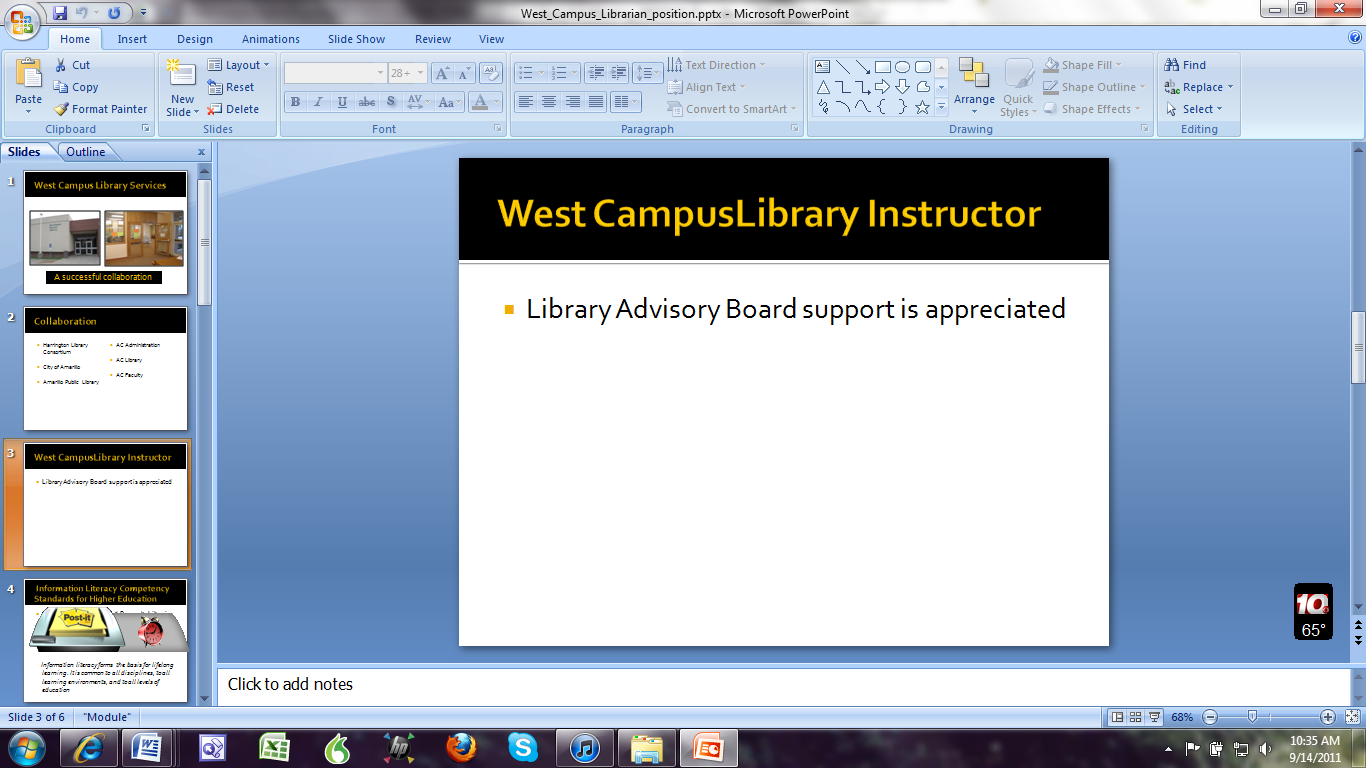 West_Campus_Librarian_position.pptx - Microsoft PowerPoint
Home Insert Design Animations Slide Show Review View
Paste
Cut
Copy
Format Painter
Clipboard
New
Slide
Layout
Reset
Delete
Slides
28+
B I U abc S AV Aa A
Font
Text Direction
Align Text
Convert to SmartArt
Paragraph
Arrange
Quick
Styles
Shape Fill
Shape Outline
Shape Effects
Drawing
Find
Replace
Select
Editing
Slides Outline x
1
West Campus Library Services
A successful collaboration
2
Collaboration
Harrington Library
Consortium
City of Amarillo
Amarillo Public Library
AC Administration
AC Library
AC Faculty
3
West CampusLibrary Instructor
Library Advisory Board support is appreciated
4
Information Literacy Competency
Standards for Higher Education
Post-it
Information literacy forms the basis for lifelong
learning. It is common to all disciplines, to all
learning environments, and to all levels of
education
West CampusLibrary Instructor
Library Advisory Board support is appreciated
10
65°
Click to add notes
Slide 3 of 6 "Module" 68%
10:35 AM
9/14/2011